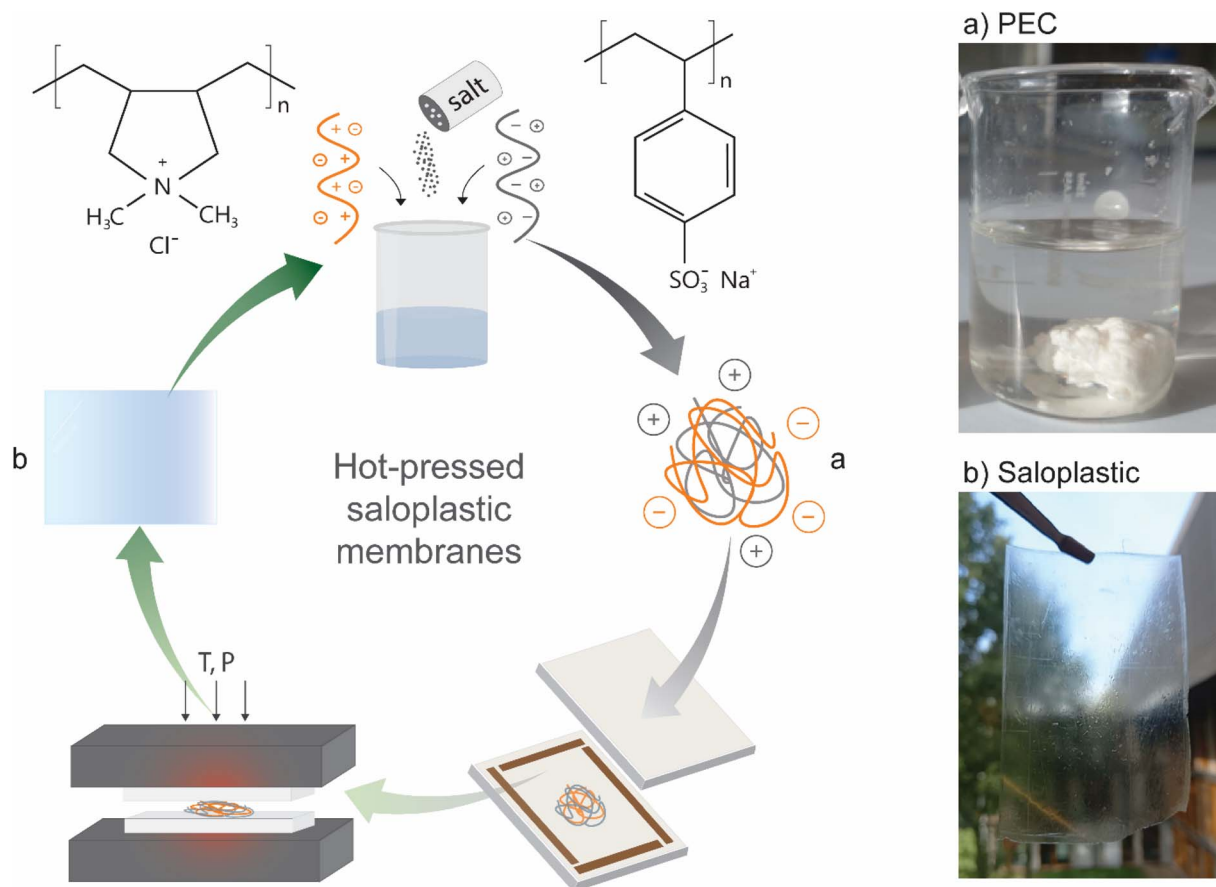 a) PEC
[ ]n
[ ]n
salt
+ ⊖
⊖ +
+ ⊖
⊖ +
− ⊕
⊕ −
− ⊕
⊕ −
+
N
H₃C CH₃
Cl⁻
SO₃⁻ Na⁺
+
+
−
−
−
+
b
Hot-pressed
saloplastic
membranes
a
b) Saloplastic
T, P